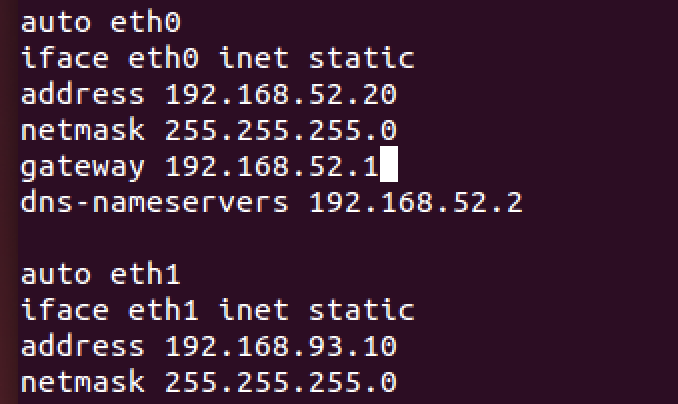 auto eth0
iface eth0 inet static
address 192.168.52.20
netmask 255.255.255.0
gateway 192.168.52.1
dns-nameservers 192.168.52.2
auto eth1
iface eth1 inet static
address 192.168.93.10
netmask 255.255.255.0